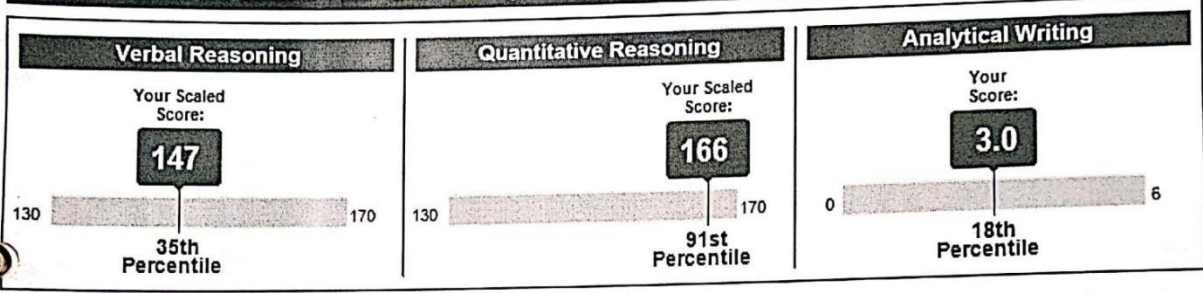 Verbal Reasoning
Your Scaled
Score:
147
130
170
35th
Percentile
Quantitative Reasoning
Your Scaled
Score:
166
130
170
91st
Percentile
Analytical Writing
Your
Score:
3.0
0
6
18th
Percentile